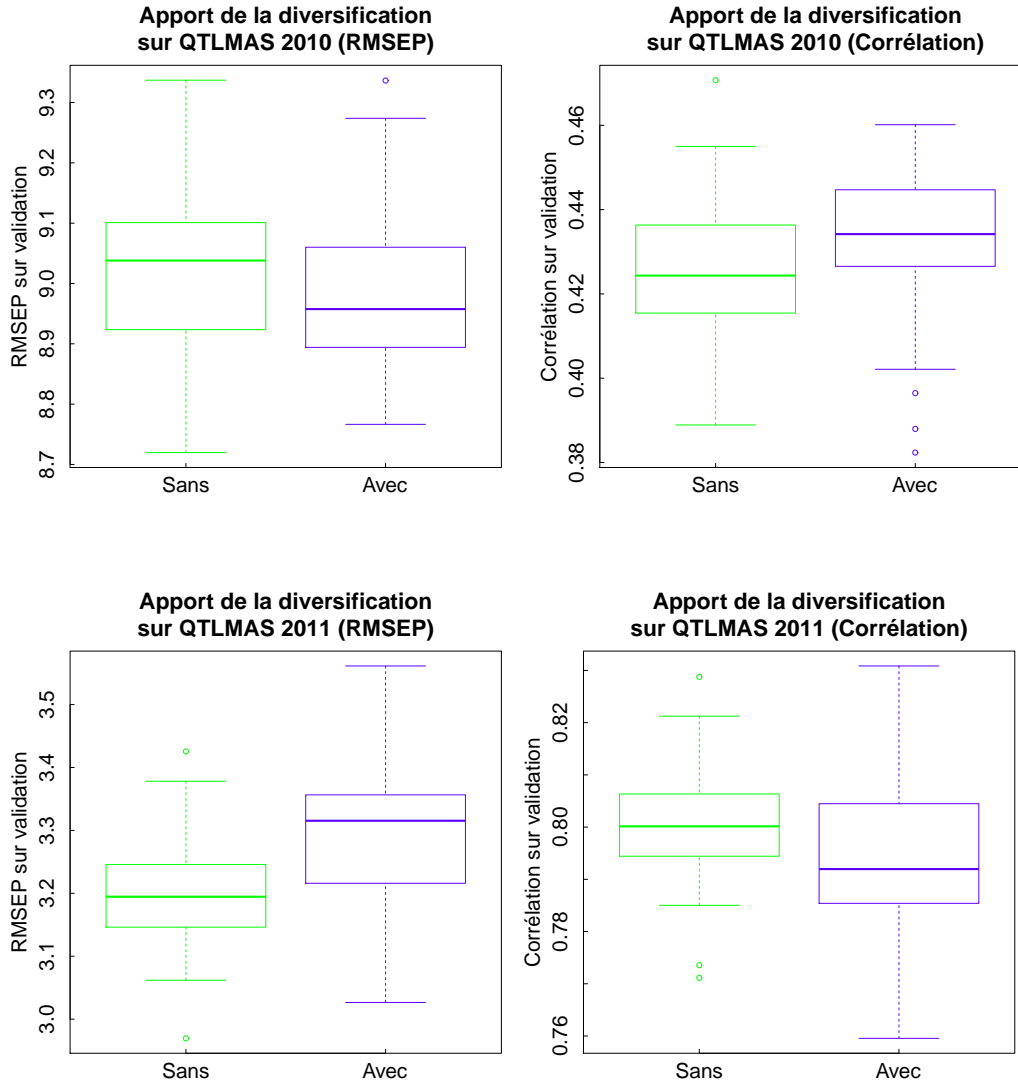 Apport de la diversification
sur QTLMAS 2010 (RMSEP)
RMSEP sur validation
9.3
9.2
9.1
9.0
8.9
8.8
8.7
Sans
Avec
Apport de la diversification
sur QTLMAS 2010 (Corrélation)
Corrélation sur validation
0.46
0.44
0.42
0.40
0.38
Sans
Avec
Apport de la diversification
sur QTLMAS 2011 (RMSEP)
RMSEP sur validation
3.5
3.4
3.3
3.2
3.1
3.0
Sans
Avec
Apport de la diversification
sur QTLMAS 2011 (Corrélation)
Corrélation sur validation
0.82
0.80
0.78
0.76
Sans
Avec